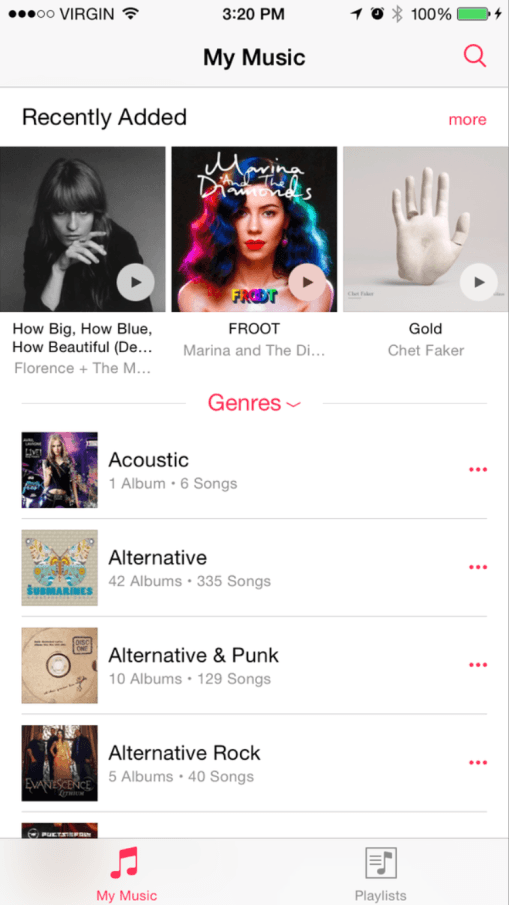 VIRGIN 3:20 PM 100%
My Music
Recently Added more
Marina
And The
Diamonds
FROOT
Chet Faker
How Big, How Blue,
How Beautiful (De...
Florence + The M...
FROOT
Marina and The Di...
Gold
Chet Faker
Genres
AVRIL LAVIGNE
LIVE!
Acoustic
1 Album • 6 Songs
SUBMARINES
Alternative
42 Albums • 335 Songs
DISC
ONE
Alternative & Punk
10 Albums • 129 Songs
EVANESCENCE
Alternative Rock
5 Albums • 40 Songs
My Music
Playlists